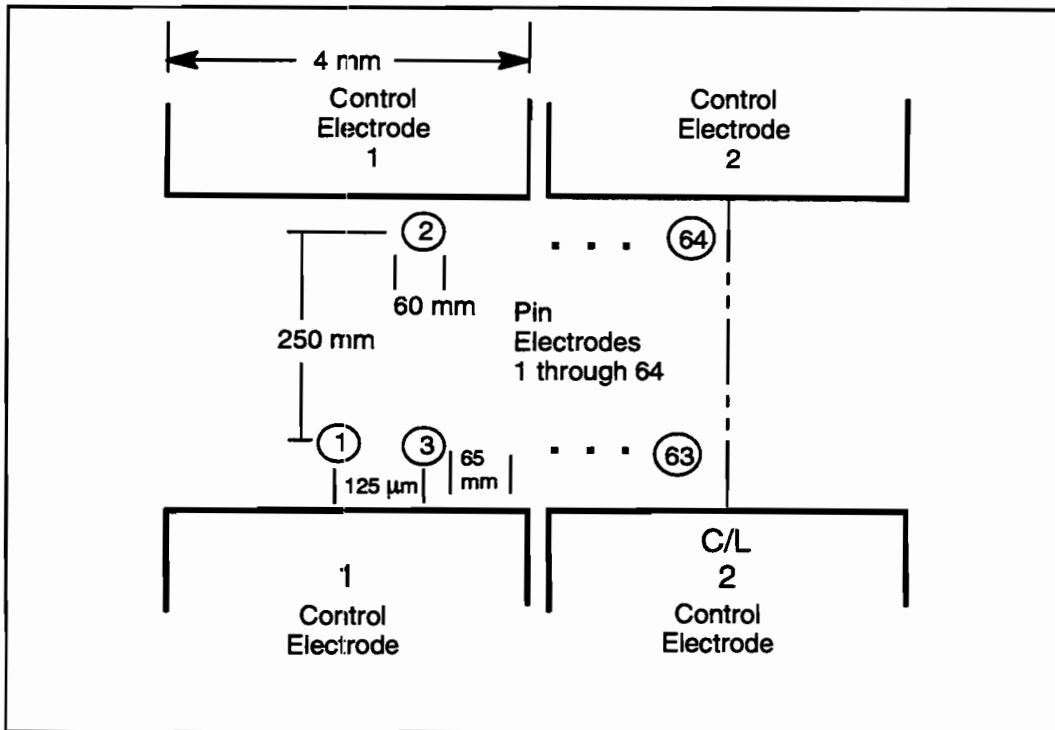 4 mm
Control
Electrode
1
Control
Electrode
2
2
64
60 mm
250 mm
Pin
Electrodes
1 through 64
1
3
65
mm
63
125 µm
1
Control
Electrode
C/L
2
Control
Electrode